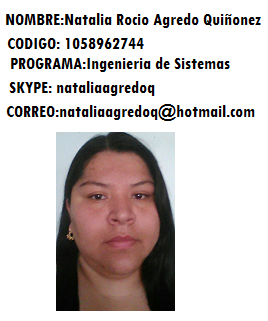 NOMBRE:Natalia Rocio Agredo Quiñonez
CODIGO: 1058962744
PROGRAMA:Ingenieria de Sistemas
SKYPE: nataliaagredoq
CORREO:nataliaagredoq@hotmail.com